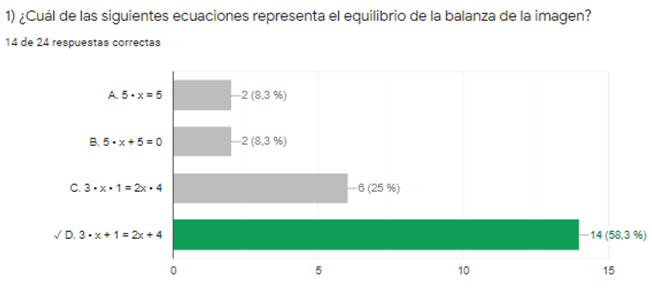 1) ¿Cuál de las siguientes ecuaciones representa el equilibrio de la balanza de la imagen?
14 de 24 respuestas correctas
A. 5 • x = 5
2 (8,3 %)
B. 5 • x + 5 = 0
2 (8,3 %)
C. 3 • x • 1 = 2x • 4
6 (25 %)
✓ D. 3 • x + 1 = 2x + 4
14 (58,3 %)
0 5 10 15